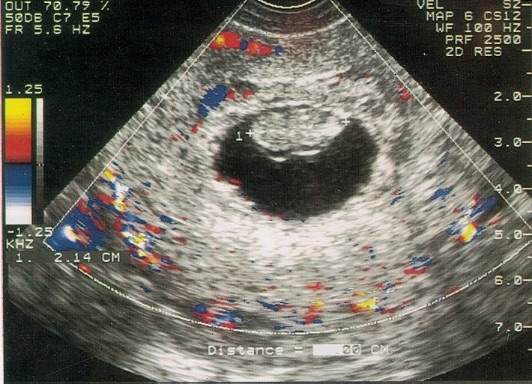 OUT 70.79 %
50DB C7 E5
FR 5.6 HZ
VEL S2
MAP 6 CS12
WF 100 HZ
PRF 2500
2D RES
1.25
-1.25
KHZ
1. 2.14 CM
1
2.0
3.0
4.0
5.0
6.0
7.0
Distance = .00 CM